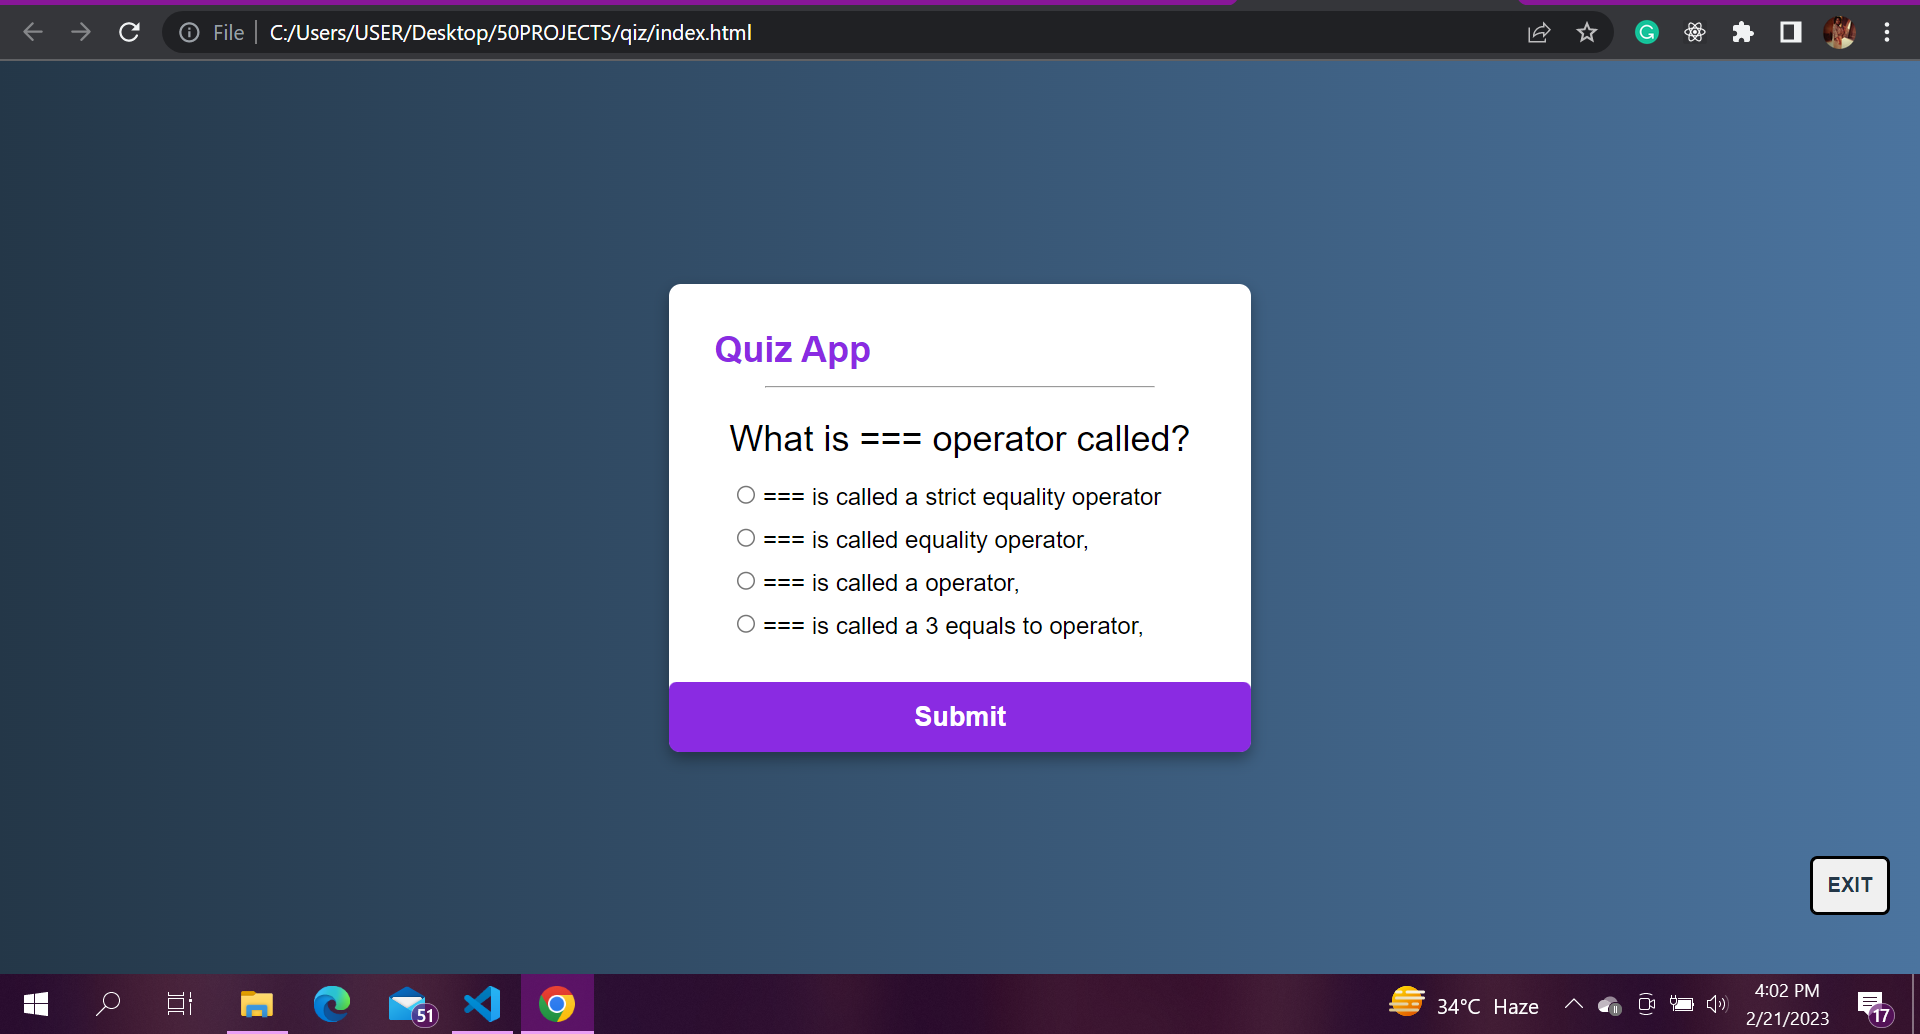 File
C:/Users/USER/Desktop/50PROJECTS/qiz/index.html
Quiz App
What is === operator called?
=== is called a strict equality operator
=== is called equality operator,
=== is called a operator,
=== is called a 3 equals to operator,
Submit
EXIT
51
34°C Haze
4:02 PM
2/21/2023
17